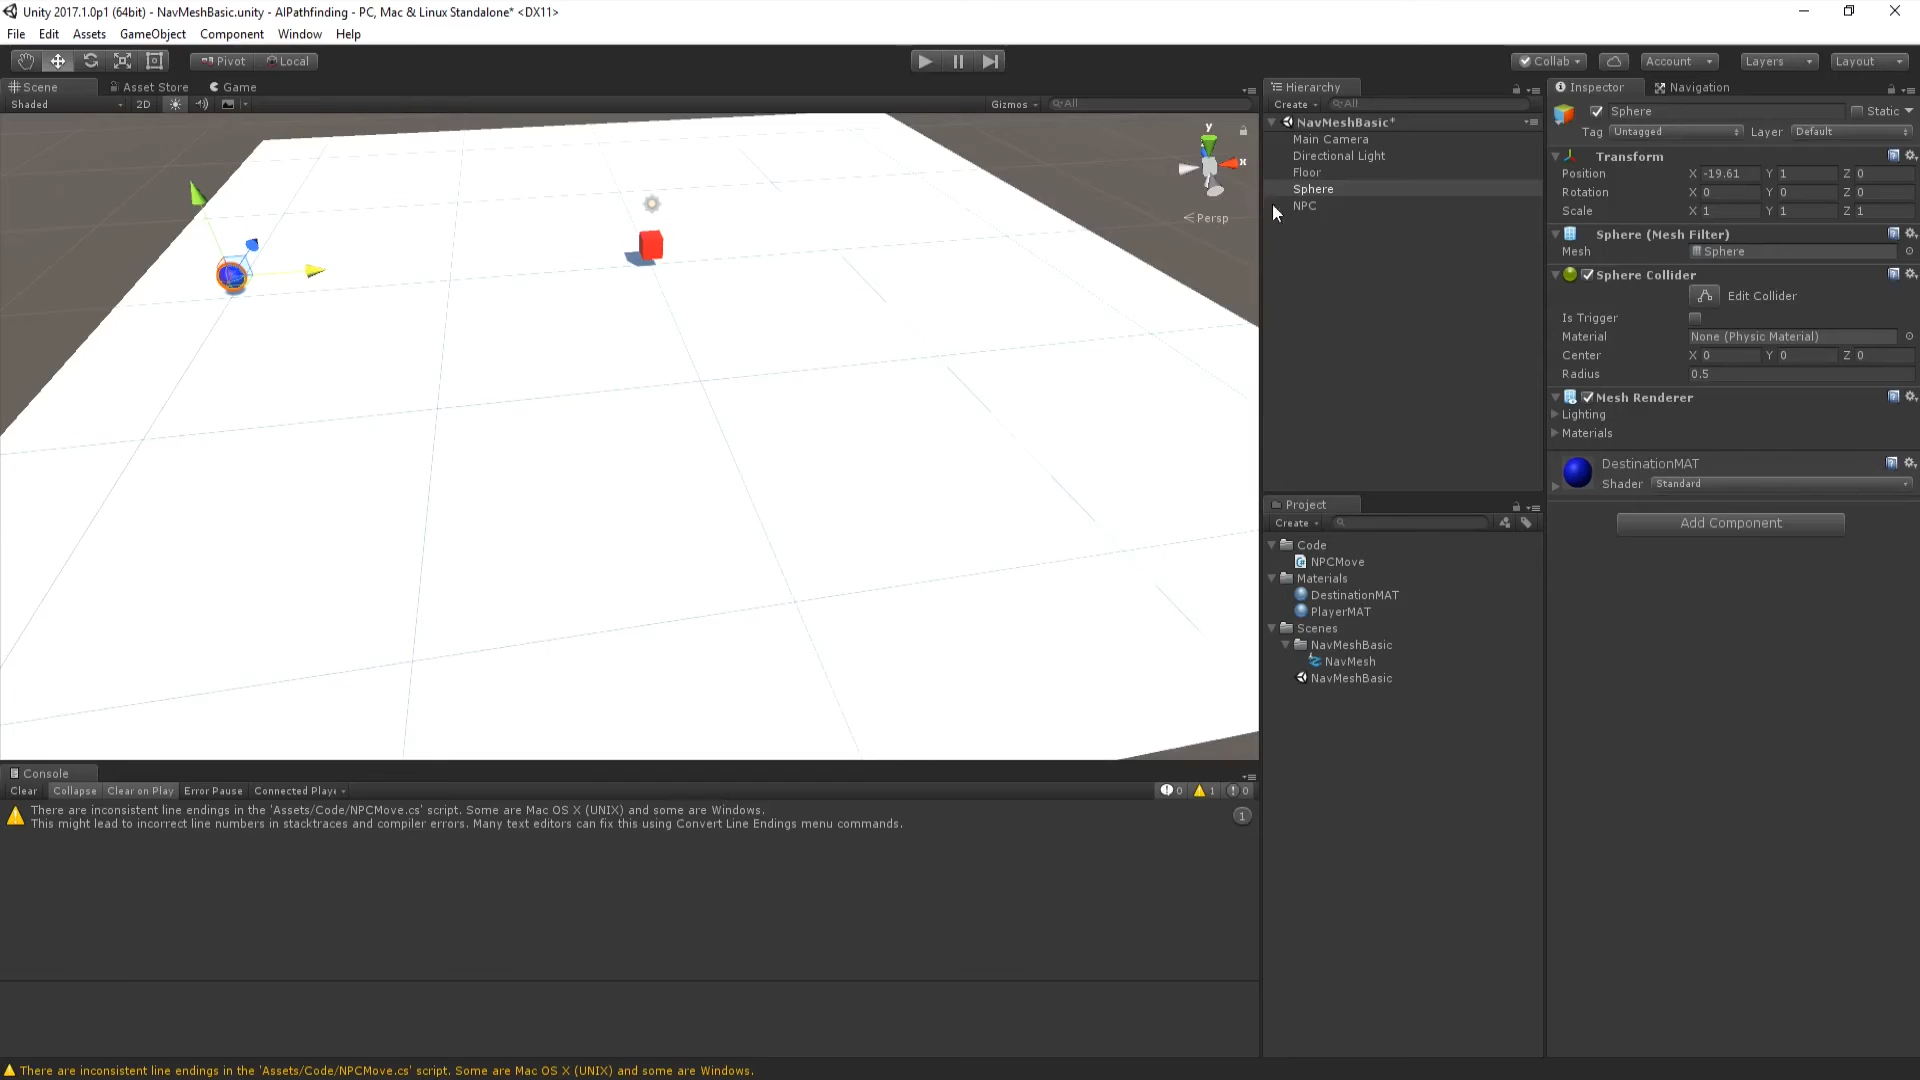 Unity 2017.1.0p1 (64bit) - NavMeshBasic.unity - AIPathfinding - PC, Mac & Linux Standalone* <DX11>
File Edit Assets GameObject Component Window Help
Pivot Local Collab Account Layers Layout
Scene Asset Store Game
Shaded 2D Gizmos All
y
x
Persp
Hierarchy
Create All
NavMeshBasic*
Main Camera
Directional Light
Floor
Sphere
NPC
Project
Create
Code
NPCMove
Materials
DestinationMAT
PlayerMAT
Scenes
NavMeshBasic
NavMesh
NavMeshBasic
Inspector Navigation
Sphere Static
Tag Untagged Layer Default
Transform
Position X -19.61 Y 1 Z 0
Rotation X 0 Y 0 Z 0
Scale X 1 Y 1 Z 1
Sphere (Mesh Filter)
Mesh Sphere
Sphere Collider
Edit Collider
Is Trigger
Material None (Physic Material)
Center X 0 Y 0 Z 0
Radius 0.5
Mesh Renderer
Lighting
Materials
DestinationMAT
Shader Standard
Add Component
Console
Clear Collapse Clear on Play Error Pause Connected Playe 0 1 0
There are inconsistent line endings in the 'Assets/Code/NPCMove.cs' script. Some are Mac OS X (UNIX) and some are Windows.
This might lead to incorrect line numbers in stacktraces and compiler errors. Many text editors can fix this using Convert Line Endings menu commands.
1
There are inconsistent line endings in the 'Assets/Code/NPCMove.cs' script. Some are Mac OS X (UNIX) and some are Windows.